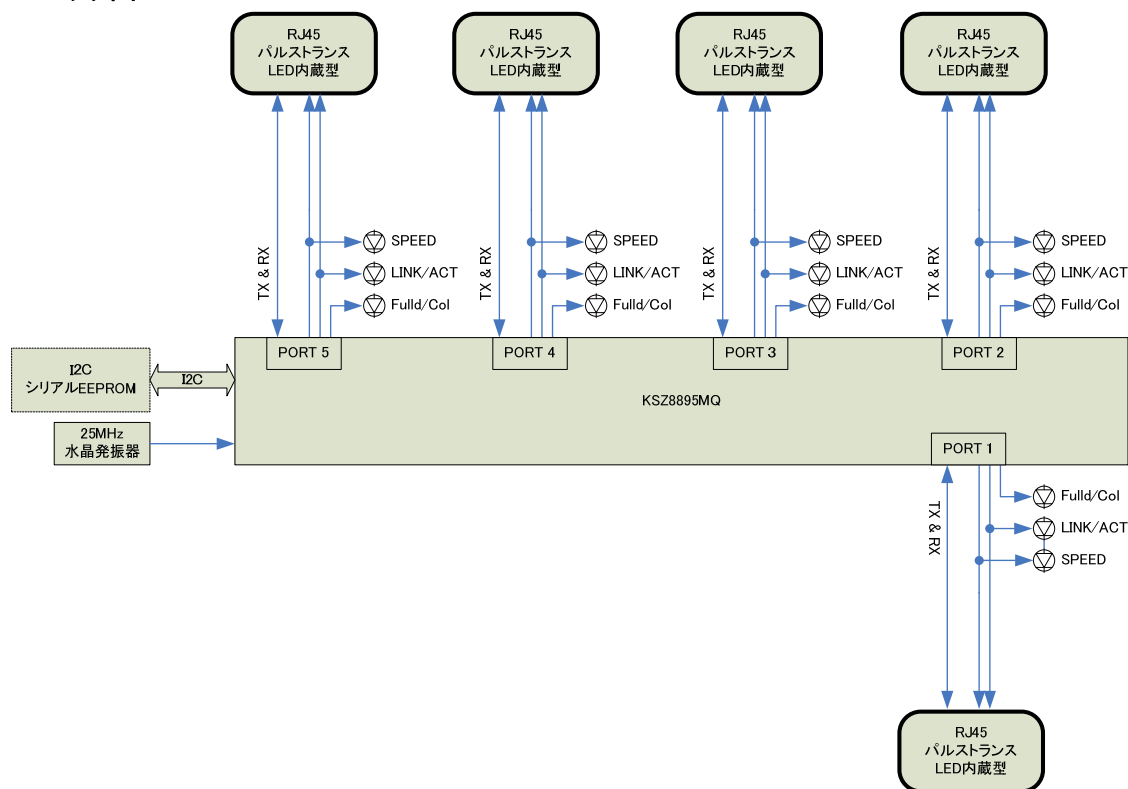 RJ45
パルストランス
LED内蔵型
RJ45
パルストランス
LED内蔵型
RJ45
パルストランス
LED内蔵型
RJ45
パルストランス
LED内蔵型
TX & RX
SPEED
LINK/ACT
Fulld/Col
TX & RX
SPEED
LINK/ACT
Fulld/Col
TX & RX
SPEED
LINK/ACT
Fulld/Col
TX & RX
SPEED
LINK/ACT
Fulld/Col
PORT 5
PORT 4
PORT 3
PORT 2
I2C
シリアルEEPROM
I2C
KSZ8895MQ
25MHz
水晶発振器
PORT 1
TX & RX
Fulld/Col
LINK/ACT
SPEED
RJ45
パルストランス
LED内蔵型